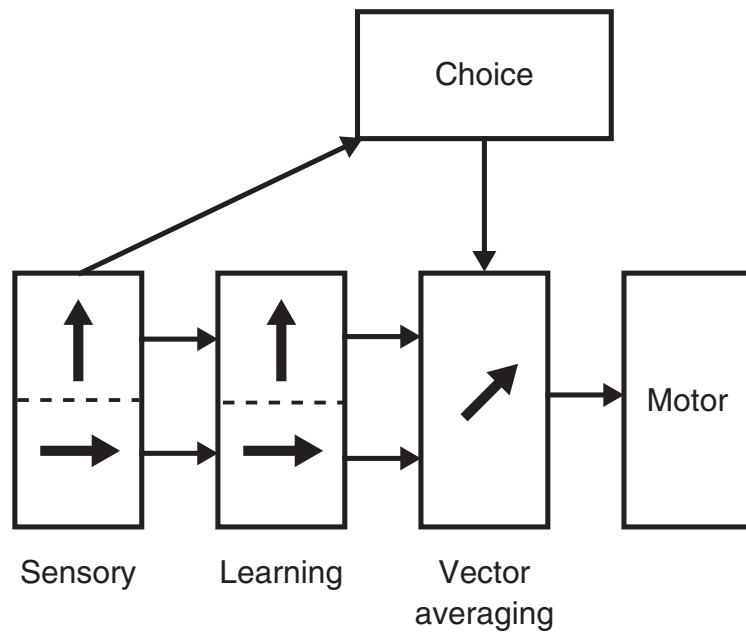 Choice
Motor
Sensory
Learning
Vector
averaging